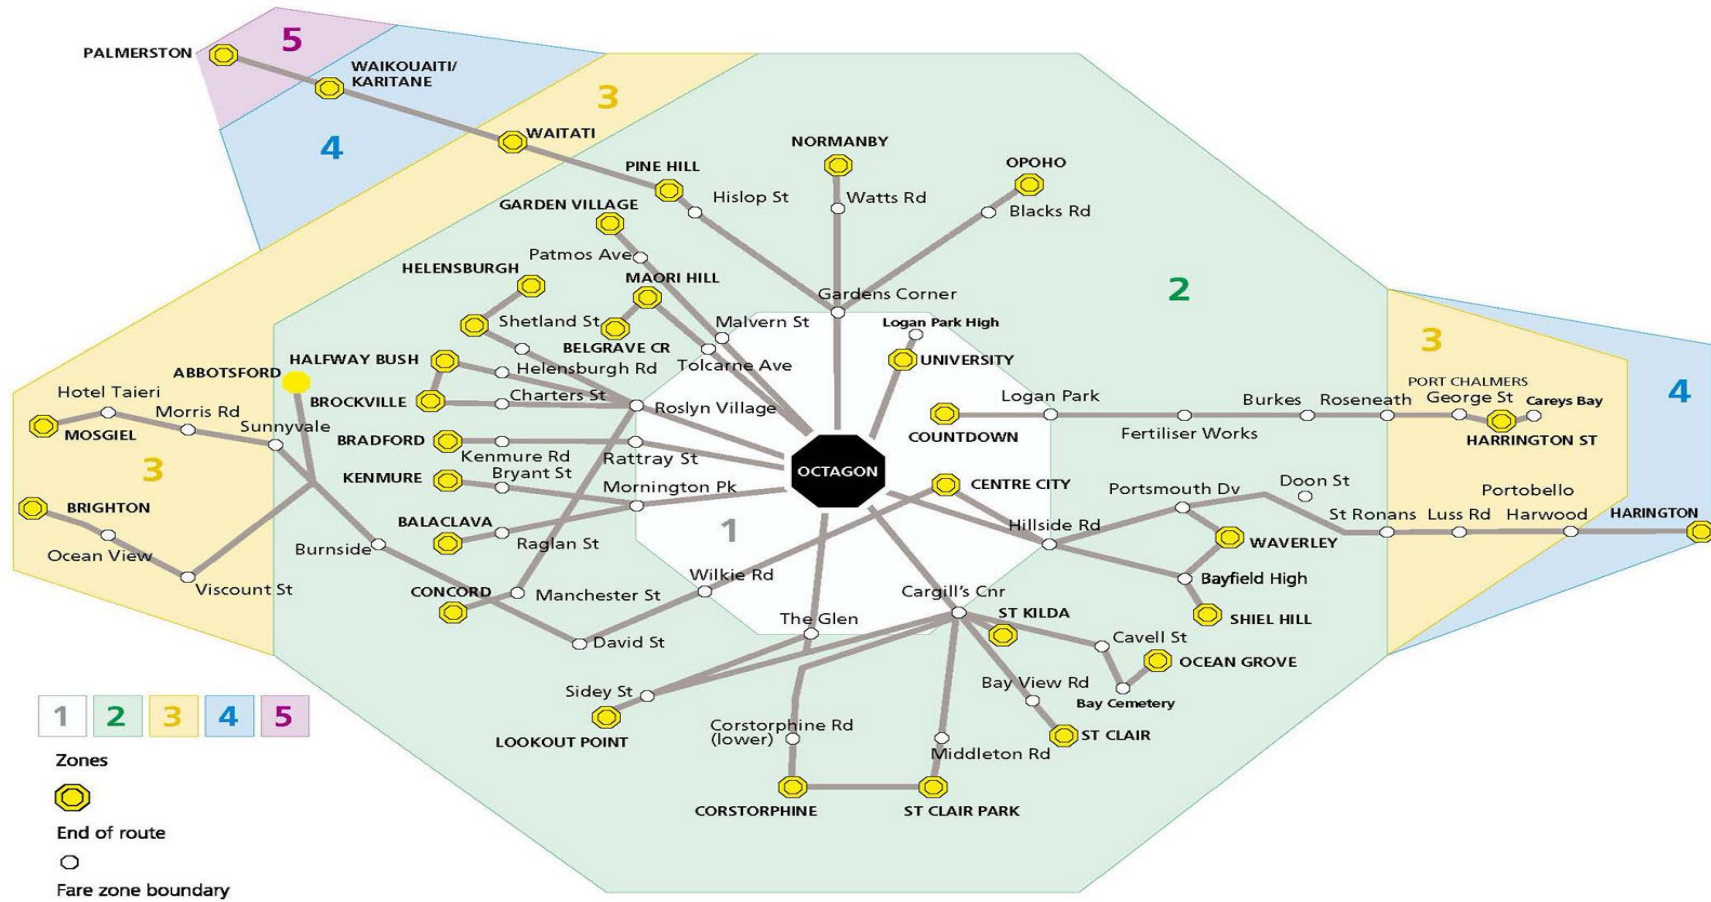 5
PALMERSTON
WAIKOUAITI/
KARITANE
3
4
WAITATI
NORMANBY
OPOHO
PINE HILL
Hislop St
Watts Rd
Blacks Rd
GARDEN VILLAGE
Patmos Ave
HELENSBURGH
MAORI HILL
2
Gardens Corner
Shetland St
Malvern St
Logan Park High
BELGRAVE CR
3
HALFWAY BUSH
Tolcarne Ave
UNIVERSITY
ABBOTSFORD
Helensburgh Rd
PORT CHALMERS
4
Hotel Taieri
Charters St
Logan Park
Burkes
Roseneath
George St
Careys Bay
BROCKVILLE
Roslyn Village
Morris Rd
Sunnyvale
MOSGIEL
COUNTDOWN
Fertiliser Works
HARRINGTON ST
BRADFORD
Kenmure Rd
Rattray St
3
OCTAGON
KENMURE
Bryant St
Mornington Pk
CENTRE CITY
Portsmouth Dv
Doon St
Portobello
BRIGHTON
St Ronans
Luss Rd
Harwood
HARINGTON
BALACLAVA
Raglan St
1
Hillside Rd
WAVERLEY
Ocean View
Burnside
Viscount St
Wilkie Rd
Bayfield High
CONCORD
Manchester St
Cargill's Cnr
The Glen
ST KILDA
SHIEL HILL
David St
Cavell St
OCEAN GROVE
Sidey St
Bay View Rd
Bay Cemetery
1
2
3
4
5
Corstorphine Rd
(lower)
LOOKOUT POINT
ST CLAIR
Middleton Rd
Zones
CORSTORPHINE
ST CLAIR PARK
End of route
Fare zone boundary